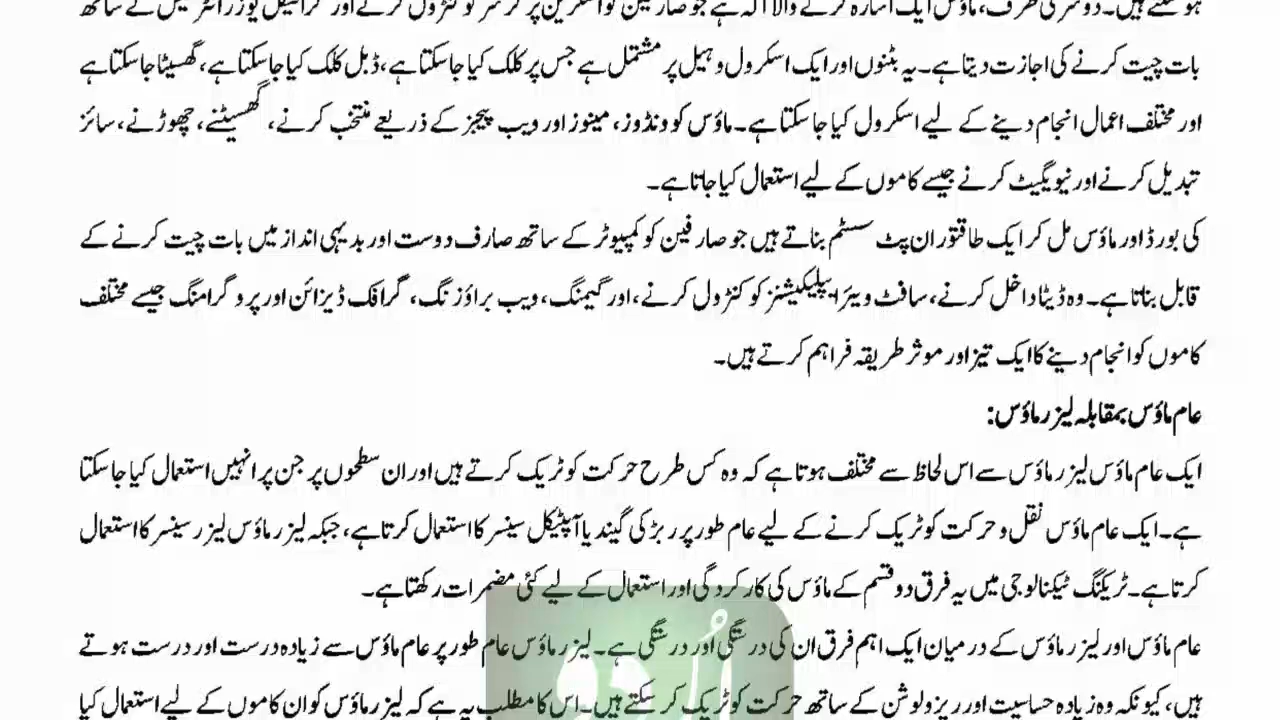 ہو سکتے ہیں۔ دوسری طرف، ماؤس ایک اشارہ کرنے والا آلہ ہے جو صارفین کو اسکرین پر کرسر کو کنٹرول کرنے اور گرافیکل یوزر انٹرفیس کے ساتھ
بات چیت کرنے کی اجازت دیتا ہے۔ یہ بٹنوں اور ایک اسکرول وہیل پر مشتمل ہے جس پر کلک کیا جاسکتا ہے، ڈبل کلک کیا جاسکتا ہے، گھسیٹا جاسکتا ہے
اور مختلف اعمال انجام دینے کے لیے اسکرول کیا جاسکتا ہے۔ ماؤس کو ونڈوز، مینوز اور ویب پیجز کے ذریعے منتخب کرنے، گھسیٹنے، چھوڑنے، سائز
تبدیل کرنے اور نیویگیٹ کرنے جیسے کاموں کے لیے استعمال کیا جاتا ہے۔
کی بورڈ اور ماؤس مل کر ایک طاقتور ان پٹ سسٹم بناتے ہیں جو صارفین کو کمپیوٹر کے ساتھ صارف دوست اور بدیہی انداز میں بات چیت کرنے کے
قابل بناتا ہے۔ وہ ڈیٹا داخل کرنے، سافٹ ویئر ایپلیکیشنز کو کنٹرول کرنے، اور گیمنگ، ویب براؤزنگ، گرافک ڈیزائن اور پروگرامنگ جیسے مختلف
کاموں کو انجام دینے کا ایک تیز اور موثر طریقہ فراہم کرتے ہیں۔
عام ماؤس بمقابلہ لیزر ماؤس:
ایک عام ماؤس لیزر ماؤس سے اس لحاظ سے مختلف ہوتا ہے کہ وہ کس طرح حرکت کو ٹریک کرتے ہیں اور ان سطحوں پر جن پر انہیں استعمال کیا جاسکتا
ہے۔ ایک عام ماؤس نقل و حرکت کو ٹریک کرنے کے لیے عام طور پر ربڑ کی گیند یا آپٹیکل سینسر کا استعمال کرتا ہے، جبکہ لیزر ماؤس لیزر سینسر کا استعمال
کرتا ہے۔ ٹریکنگ ٹیکنالوجی میں یہ فرق دو قسم کے ماؤس کی کارکردگی اور استعمال کے لیے کئی مضمرات رکھتا ہے۔
عام ماؤس اور لیزر ماؤس کے درمیان ایک اہم فرق ان کی درستگی اور درستگی ہے۔ لیزر ماؤس عام طور پر عام ماؤس سے زیادہ درست اور درست ہوتے
ہیں، کیونکہ وہ زیادہ حساسیت اور ریزولوشن کے ساتھ حرکت کو ٹریک کر سکتے ہیں۔ اس کا مطلب یہ ہے کہ لیزر ماؤس کو ان کاموں کے لیے استعمال کیا